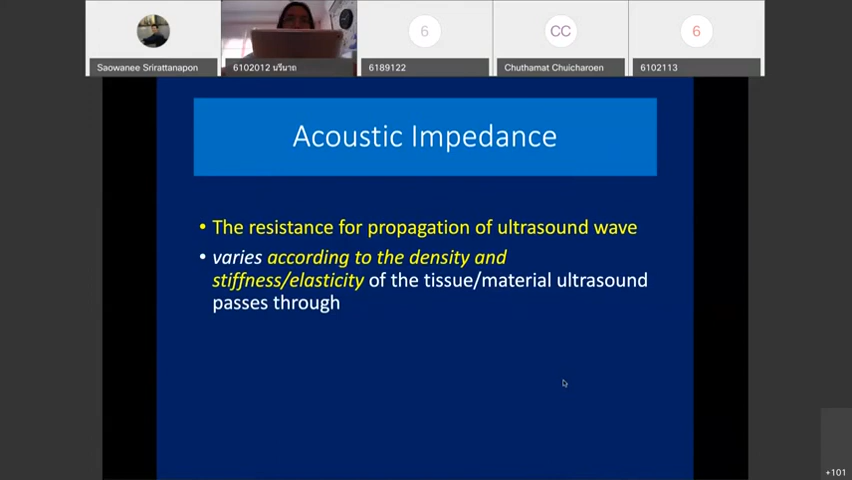 6
CC
6
Saowanee Srirattanapon
6102012 นรีนาถ
6189122
Chuthamat Chuicharoen
6102113
Acoustic Impedance
• The resistance for propagation of ultrasound wave
• varies according to the density and
stiffness/elasticity of the tissue/material ultrasound
passes through
+101